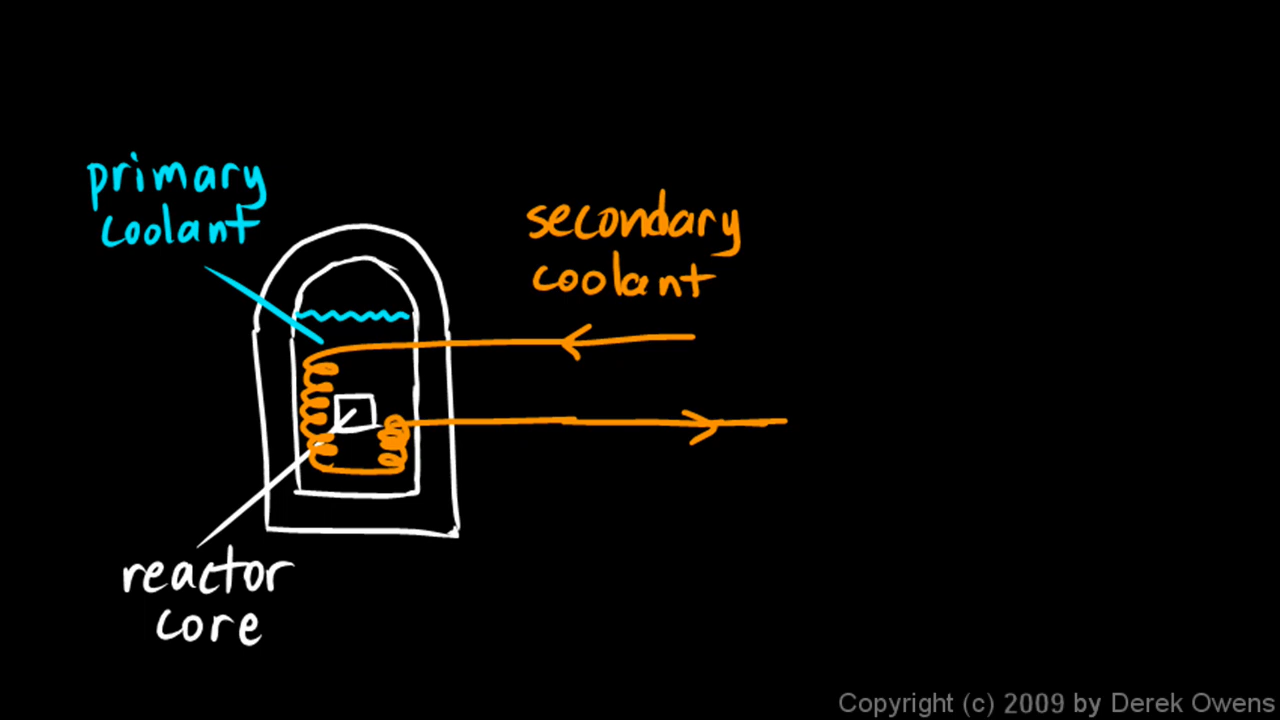 primary
coolant
secondary
coolant
reactor
core
Copyright (c) 2009 by Derek Owens